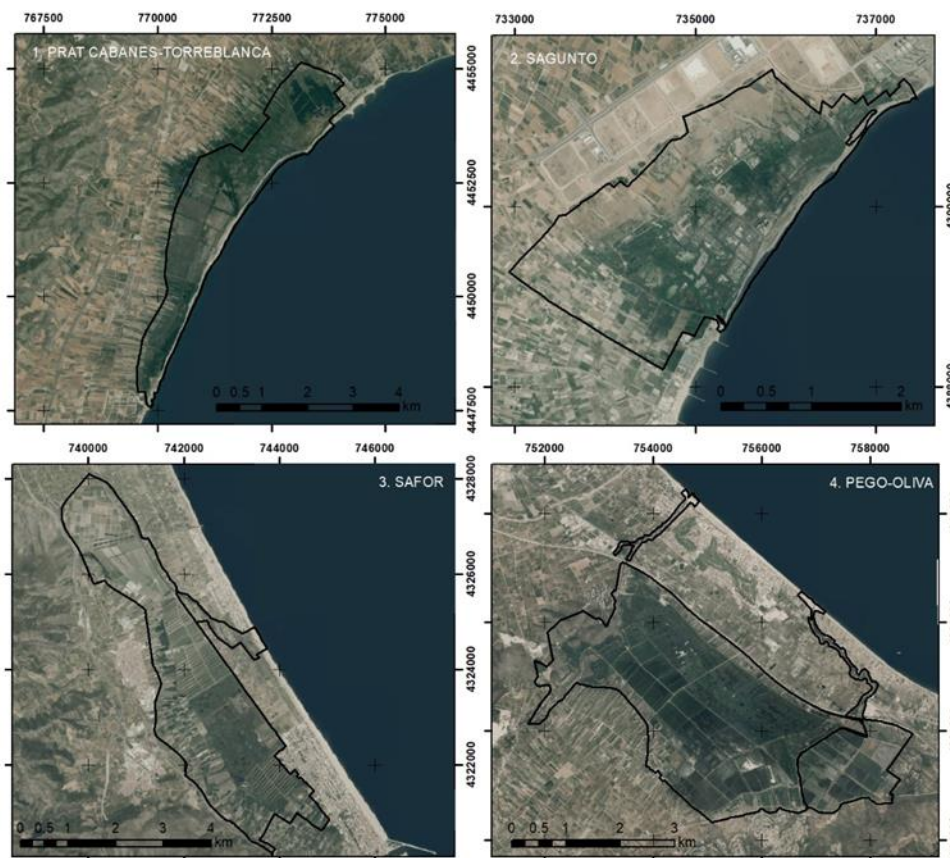 767500 770000 772500 775000
1. PRAT CABANES-TORREBLANCA
4455000
4452500
4450000
4447500
0 0.5 1 2 3 4
km
733000 735000 737000
2. SAGUNTO
4390000
4388000
0 0.5 1 2
km
740000 742000 744000 746000
3. SAFOR
4328000
4326000
4324000
4322000
0 0.5 1 2 3 4
km
752000 754000 756000 758000
4. PEGO-OLIVA
0 0.5 1 2 3
km